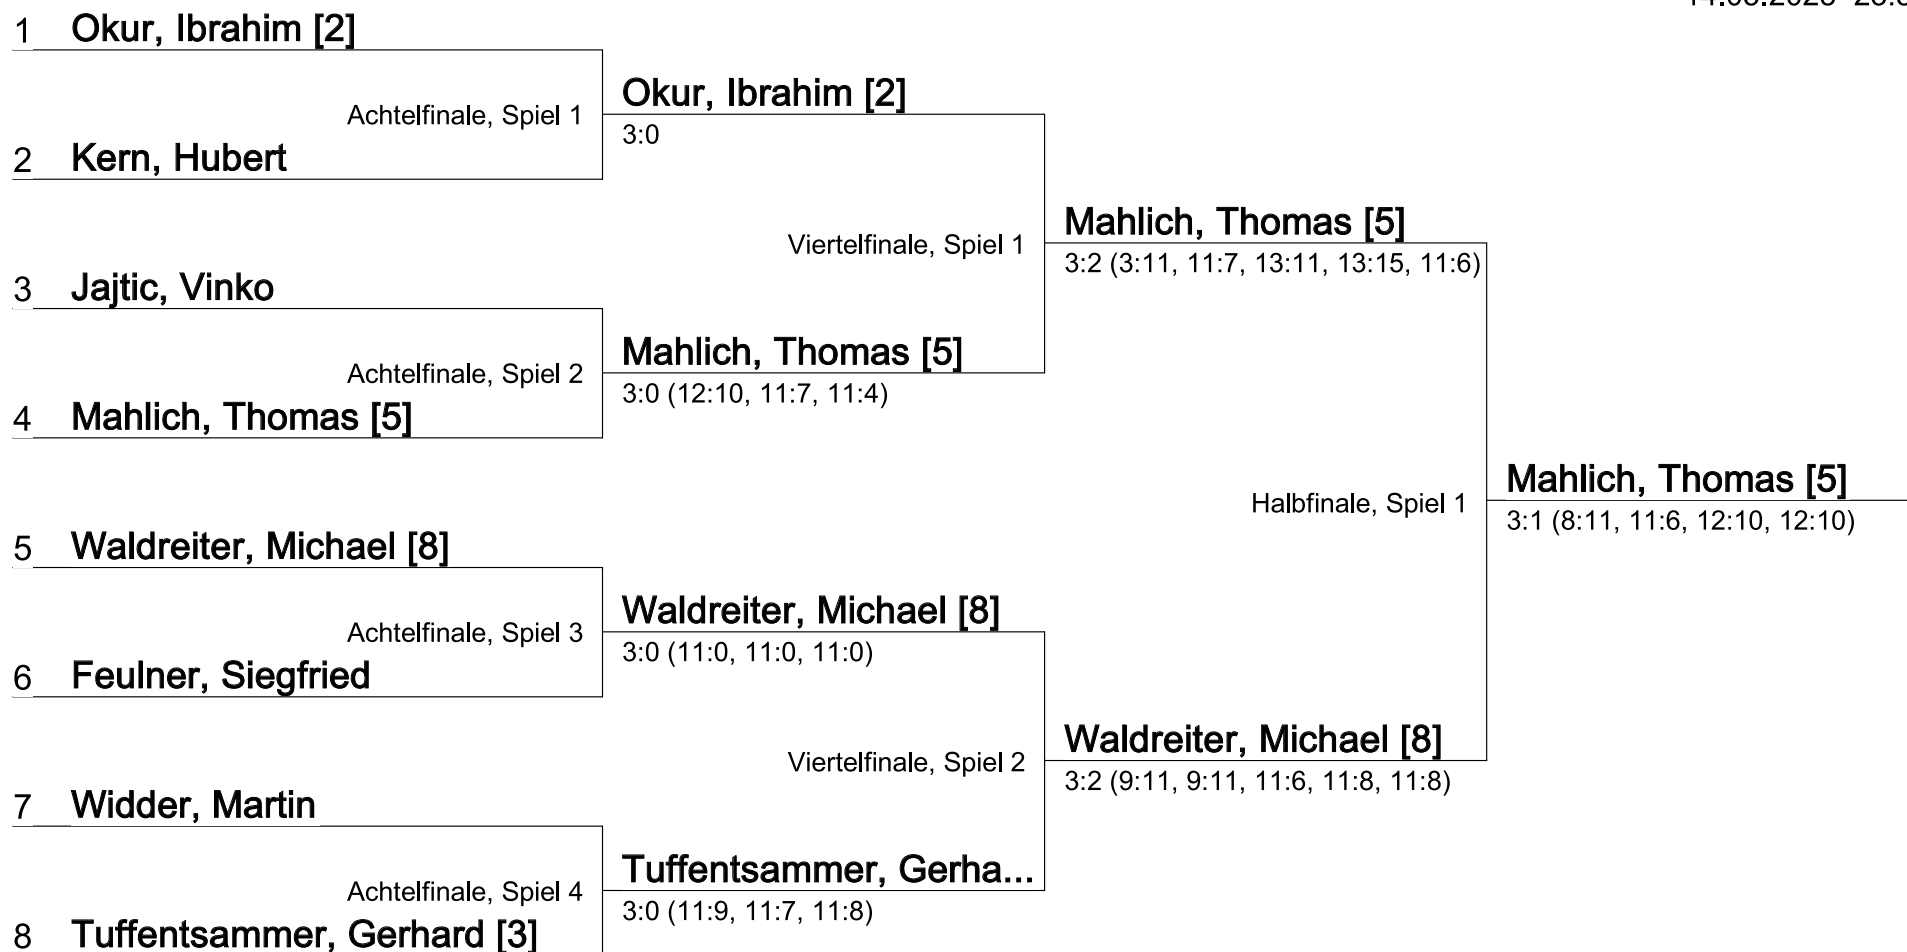 1 Okur, Ibrahim [2]
Okur, Ibrahim [2]
Achtelfinale, Spiel 1
3:0
2 Kern, Hubert
Mahlich, Thomas [5]
Viertelfinale, Spiel 1
3:2 (3:11, 11:7, 13:11, 13:15, 11:6)
3 Jajtic, Vinko
Mahlich, Thomas [5]
Achtelfinale, Spiel 2
3:0 (12:10, 11:7, 11:4)
4 Mahlich, Thomas [5]
Mahlich, Thomas [5]
Halbfinale, Spiel 1
3:1 (8:11, 11:6, 12:10, 12:10)
5 Waldreiter, Michael [8]
Waldreiter, Michael [8]
Achtelfinale, Spiel 3
3:0 (11:0, 11:0, 11:0)
6 Feulner, Siegfried
Waldreiter, Michael [8]
Viertelfinale, Spiel 2
3:2 (9:11, 9:11, 11:6, 11:8, 11:8)
7 Widder, Martin
Tuffentsammer, Gerha...
Achtelfinale, Spiel 4
3:0 (11:9, 11:7, 11:8)
8 Tuffentsammer, Gerhard [3]